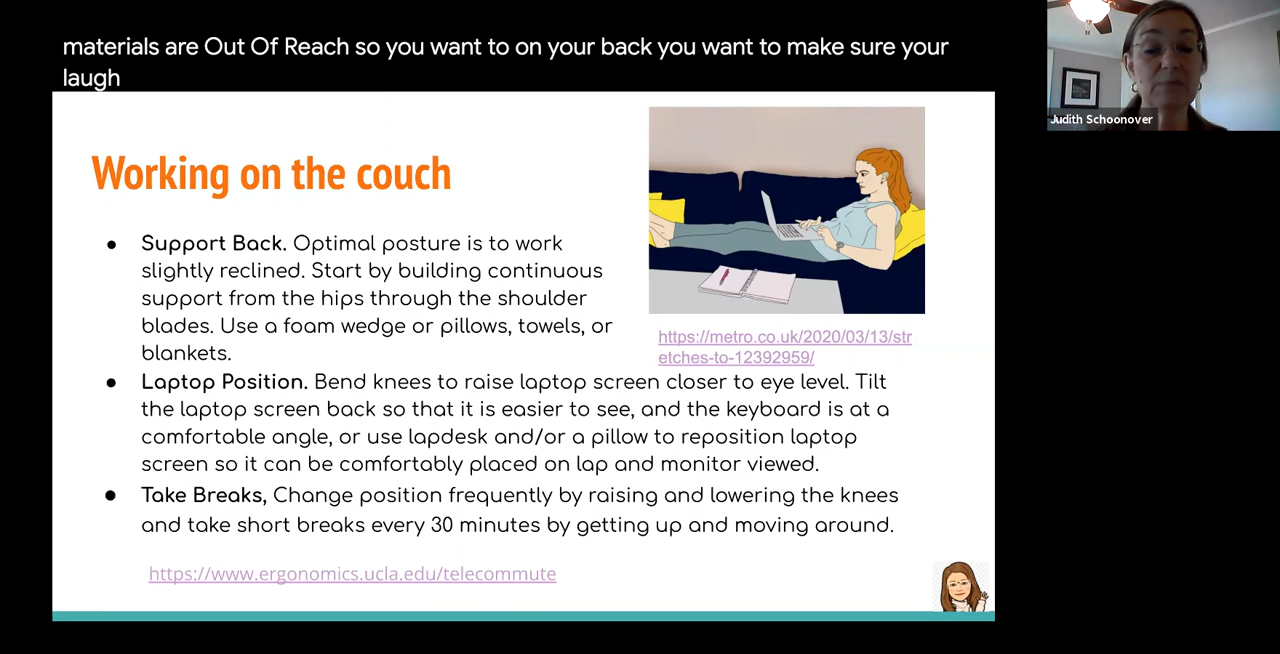 materials are Out Of Reach so you want to on your back you want to make sure your
laugh
Judith Schoonover
Working on the couch
● Support Back. Optimal posture is to work
slightly reclined. Start by building continuous
support from the hips through the shoulder
blades. Use a foam wedge or pillows, towels, or
blankets.
https://metro.co.uk/2020/03/13/str
etches-to-12392959/
● Laptop Position. Bend knees to raise laptop screen closer to eye level. Tilt
the laptop screen back so that it is easier to see, and the keyboard is at a
comfortable angle, or use lapdesk and/or a pillow to reposition laptop
screen so it can be comfortably placed on lap and monitor viewed.
● Take Breaks, Change position frequently by raising and lowering the knees
and take short breaks every 30 minutes by getting up and moving around.
https://www.ergonomics.ucla.edu/telecommute